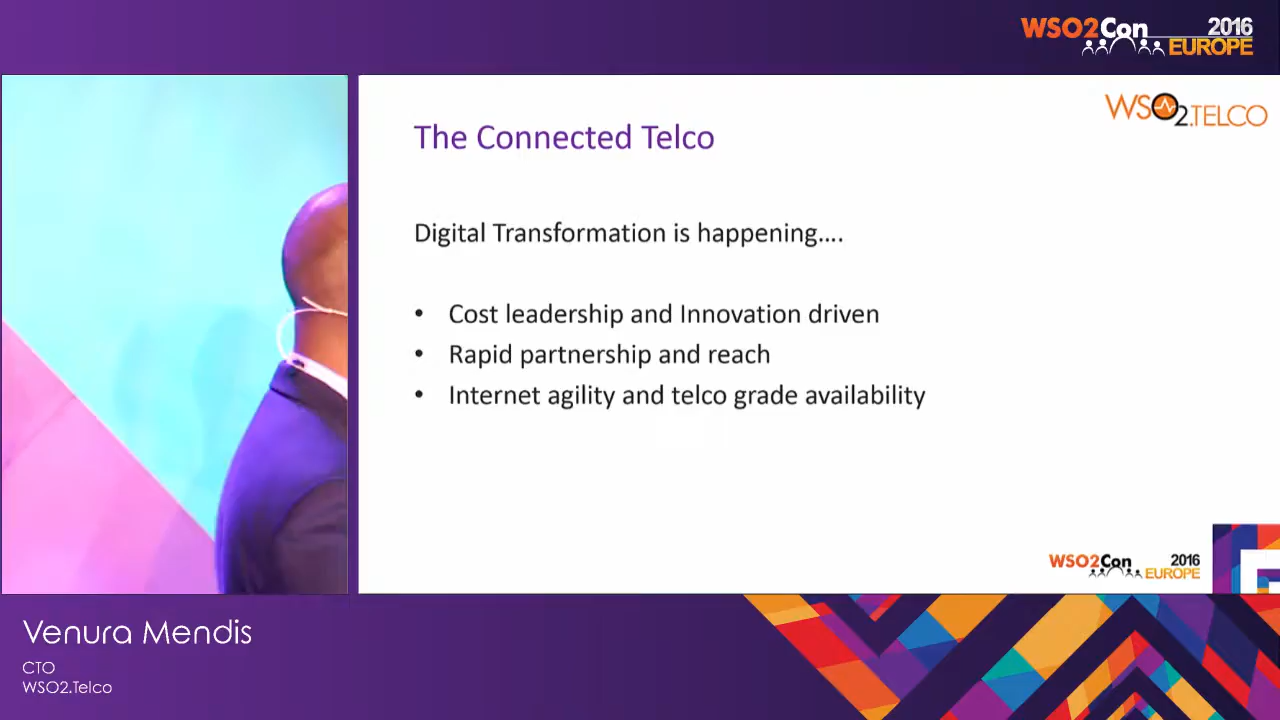 WSO2Con 2016
EUROPE
WSO2.TELCO
The Connected Telco
Digital Transformation is happening....
• Cost leadership and Innovation driven
• Rapid partnership and reach
• Internet agility and telco grade availability
WSO2Con 2016
EUROPE
Venura Mendis
CTO
WSO2.Telco